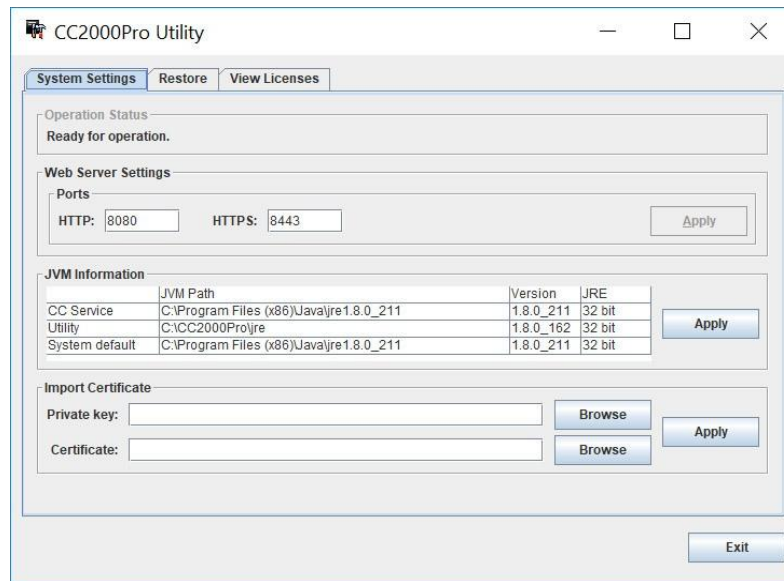 CC2000Pro Utility
System Settings Restore View Licenses
Operation Status
Ready for operation.
Web Server Settings
Ports
HTTP: 8080 HTTPS: 8443 Apply
JVM Information
JVM Path Version JRE
CC Service C:\Program Files (x86)\Java\jre1.8.0_211 1.8.0_211 32 bit
Utility C:\CC2000Pro\jre 1.8.0_162 32 bit
System default C:\Program Files (x86)\Java\jre1.8.0_211 1.8.0_211 32 bit
Apply
Import Certificate
Private key: Browse
Certificate: Browse
Apply
Exit